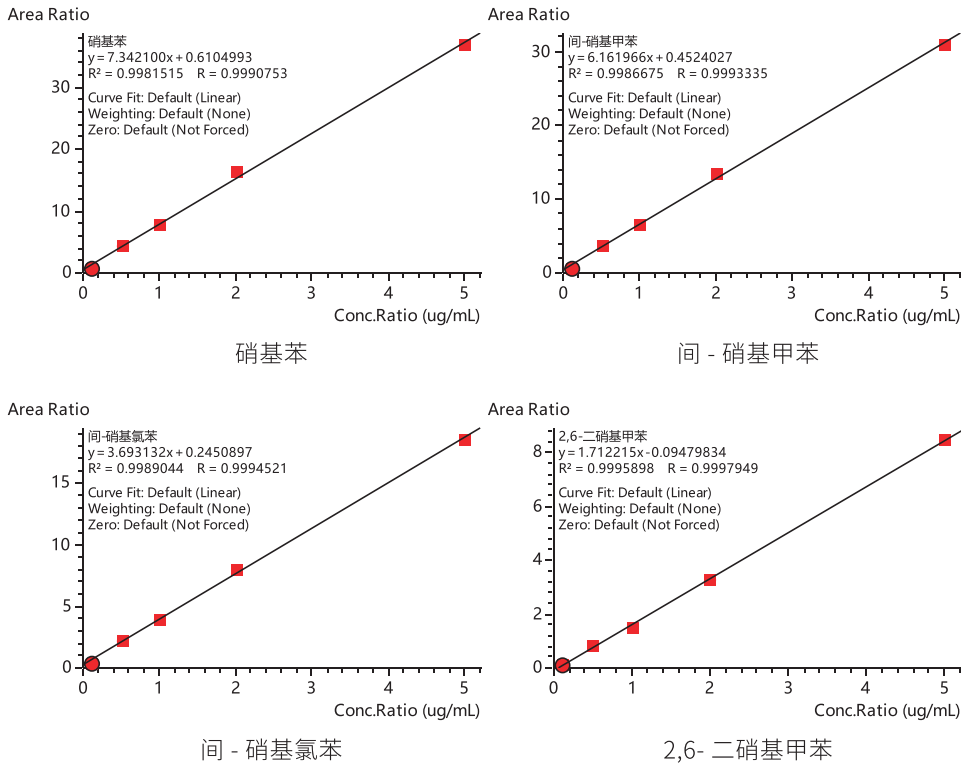 Area Ratio
硝基苯
y=7.342100x+0.6104993
R² = 0.9981515 R = 0.9990753
Curve Fit: Default (Linear)
Weighting: Default (None)
Zero: Default (Not Forced)
30
20
10
0
0 1 2 3 4 5
Conc.Ratio (ug/mL)
硝基苯
Area Ratio
间-硝基甲苯
y=6.161966x+0.4524027
R² = 0.9986675 R = 0.9993335
Curve Fit: Default (Linear)
Weighting: Default (None)
Zero: Default (Not Forced)
30
20
10
0
0 1 2 3 4 5
Conc.Ratio (ug/mL)
间 - 硝基甲苯
Area Ratio
间-硝基氯苯
y=3.693132x+0.2450897
R² = 0.9989044 R = 0.9994521
Curve Fit: Default (Linear)
Weighting: Default (None)
Zero: Default (Not Forced)
15
10
5
0
0 1 2 3 4 5
Conc.Ratio (ug/mL)
间 - 硝基氯苯
Area Ratio
2,6-二硝基甲苯
y=1.712215x-0.09479834
R² = 0.9995898 R = 0.9997949
Curve Fit: Default (Linear)
Weighting: Default (None)
Zero: Default (Not Forced)
8
6
4
2
0
0 1 2 3 4 5
Conc.Ratio (ug/mL)
2,6- 二硝基甲苯